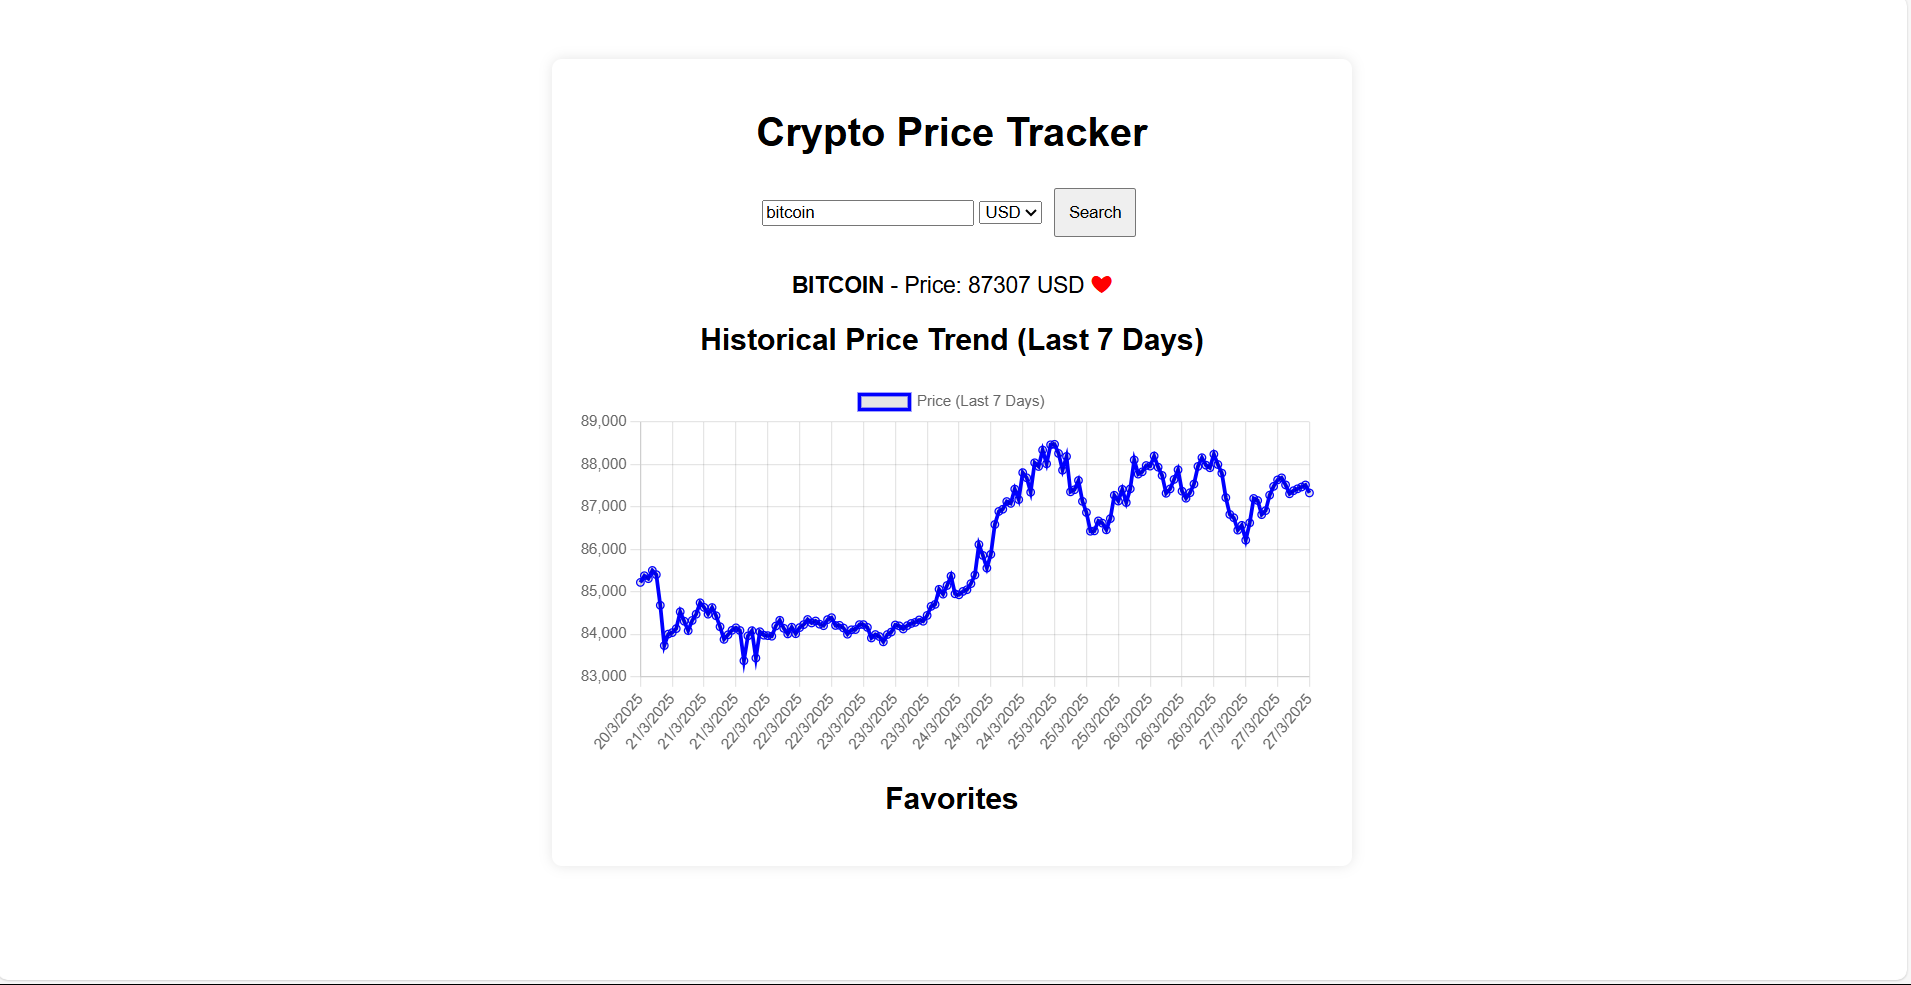 Crypto Price Tracker
bitcoin USD Search
BITCOIN - Price: 87307 USD
Historical Price Trend (Last 7 Days)
Price (Last 7 Days)
89,000
88,000
87,000
86,000
85,000
84,000
83,000
20/3/2025 21/3/2025 21/3/2025 21/3/2025 22/3/2025 22/3/2025 22/3/2025 23/3/2025 23/3/2025 23/3/2025 24/3/2025 24/3/2025 24/3/2025 25/3/2025 25/3/2025 25/3/2025 26/3/2025 26/3/2025 26/3/2025 27/3/2025 27/3/2025 27/3/2025
Favorites